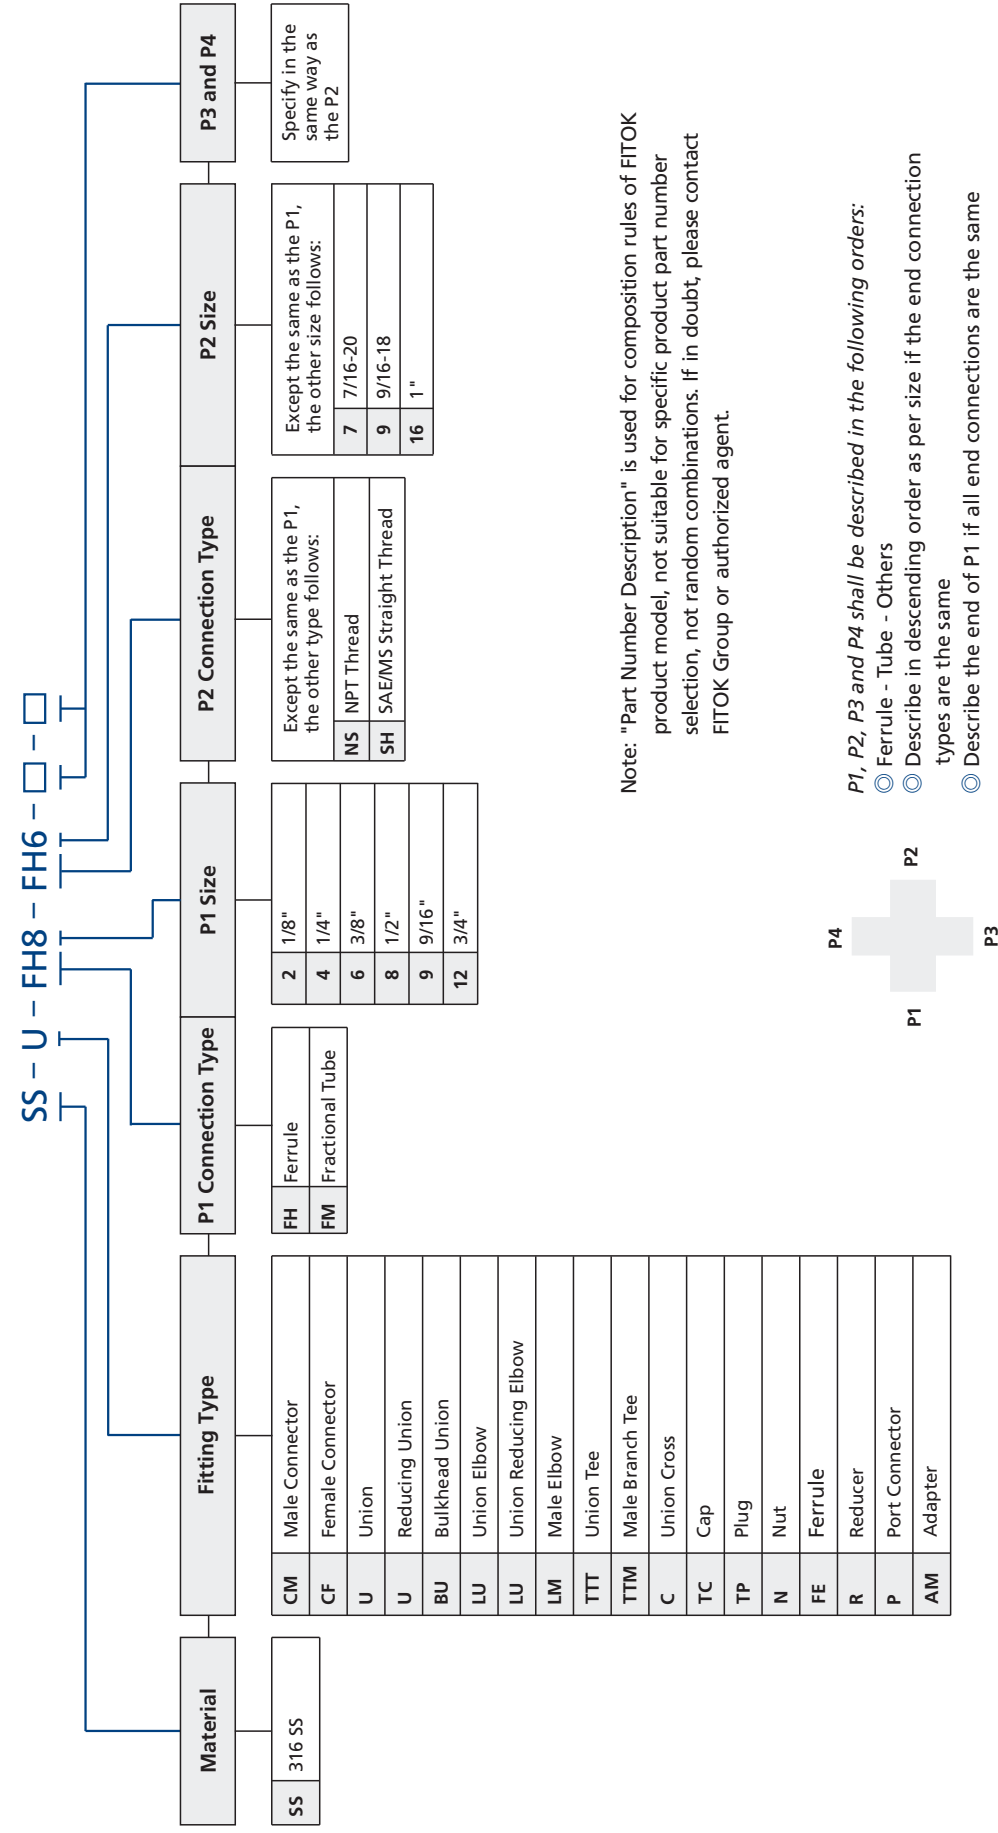 SS – U – FH8 – FH6 – □ – □
Material
SS 316 SS
Fitting Type
CM Male Connector
CF Female Connector
U Union
U Reducing Union
BU Bulkhead Union
LU Union Elbow
LU Union Reducing Elbow
LM Male Elbow
TTT Union Tee
TTM Male Branch Tee
C Union Cross
TC Cap
TP Plug
N Nut
FE Ferrule
R Reducer
P Port Connector
AM Adapter
P1 Connection Type
FH Ferrule
FM Fractional Tube
P1 Size
2 1/8"
4 1/4"
6 3/8"
8 1/2"
9 9/16"
12 3/4"
P2 Connection Type
Except the same as the P1,
the other type follows:
NS NPT Thread
SH SAE/MS Straight Thread
P2 Size
Except the same as the P1,
the other size follows:
7 7/16-20
9 9/16-18
16 1"
P3 and P4
Specify in the
same way as
the P2
Note: "Part Number Description" is used for composition rules of FITOK
product model, not suitable for specific product part number
selection, not random combinations. If in doubt, please contact
FITOK Group or authorized agent.
P4
P1
P2
P3
P1, P2, P3 and P4 shall be described in the following orders:
◎ Ferrule - Tube - Others
◎ Describe in descending order as per size if the end connection
types are the same
◎ Describe the end of P1 if all end connections are the same